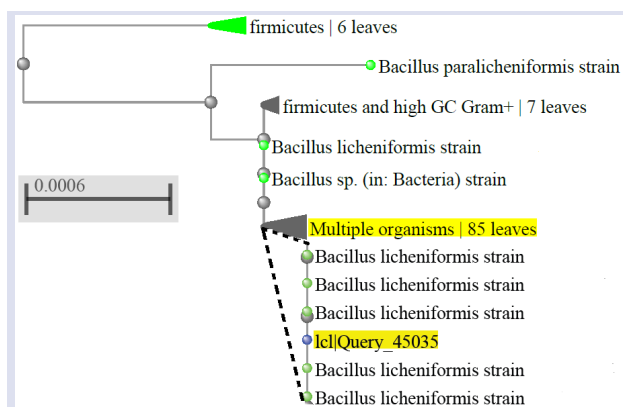 firmicutes | 6 leaves
Bacillus paralicheniformis strain
firmicutes and high GC Gram+ | 7 leaves
Bacillus licheniformis strain
Bacillus sp. (in: Bacteria) strain
0.0006
Multiple organisms | 85 leaves
Bacillus licheniformis strain
Bacillus licheniformis strain
Bacillus licheniformis strain
lcl|Query_45035
Bacillus licheniformis strain
Bacillus licheniformis strain